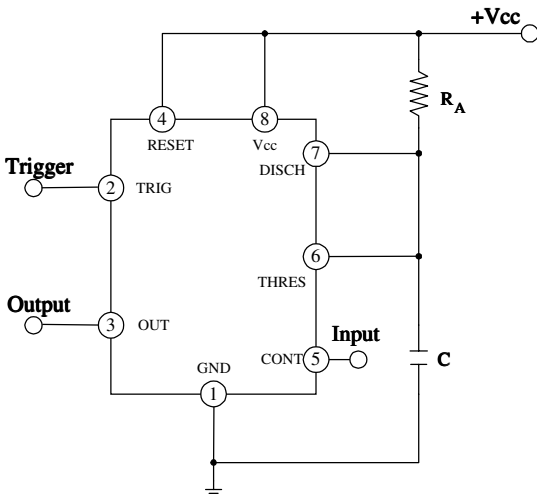 +Vcc
R_A
4
8
RESET
Vcc
7
DISCH
Trigger
2
TRIG
6
THRES
Output
3
OUT
Input
GND
CONT
5
C
1